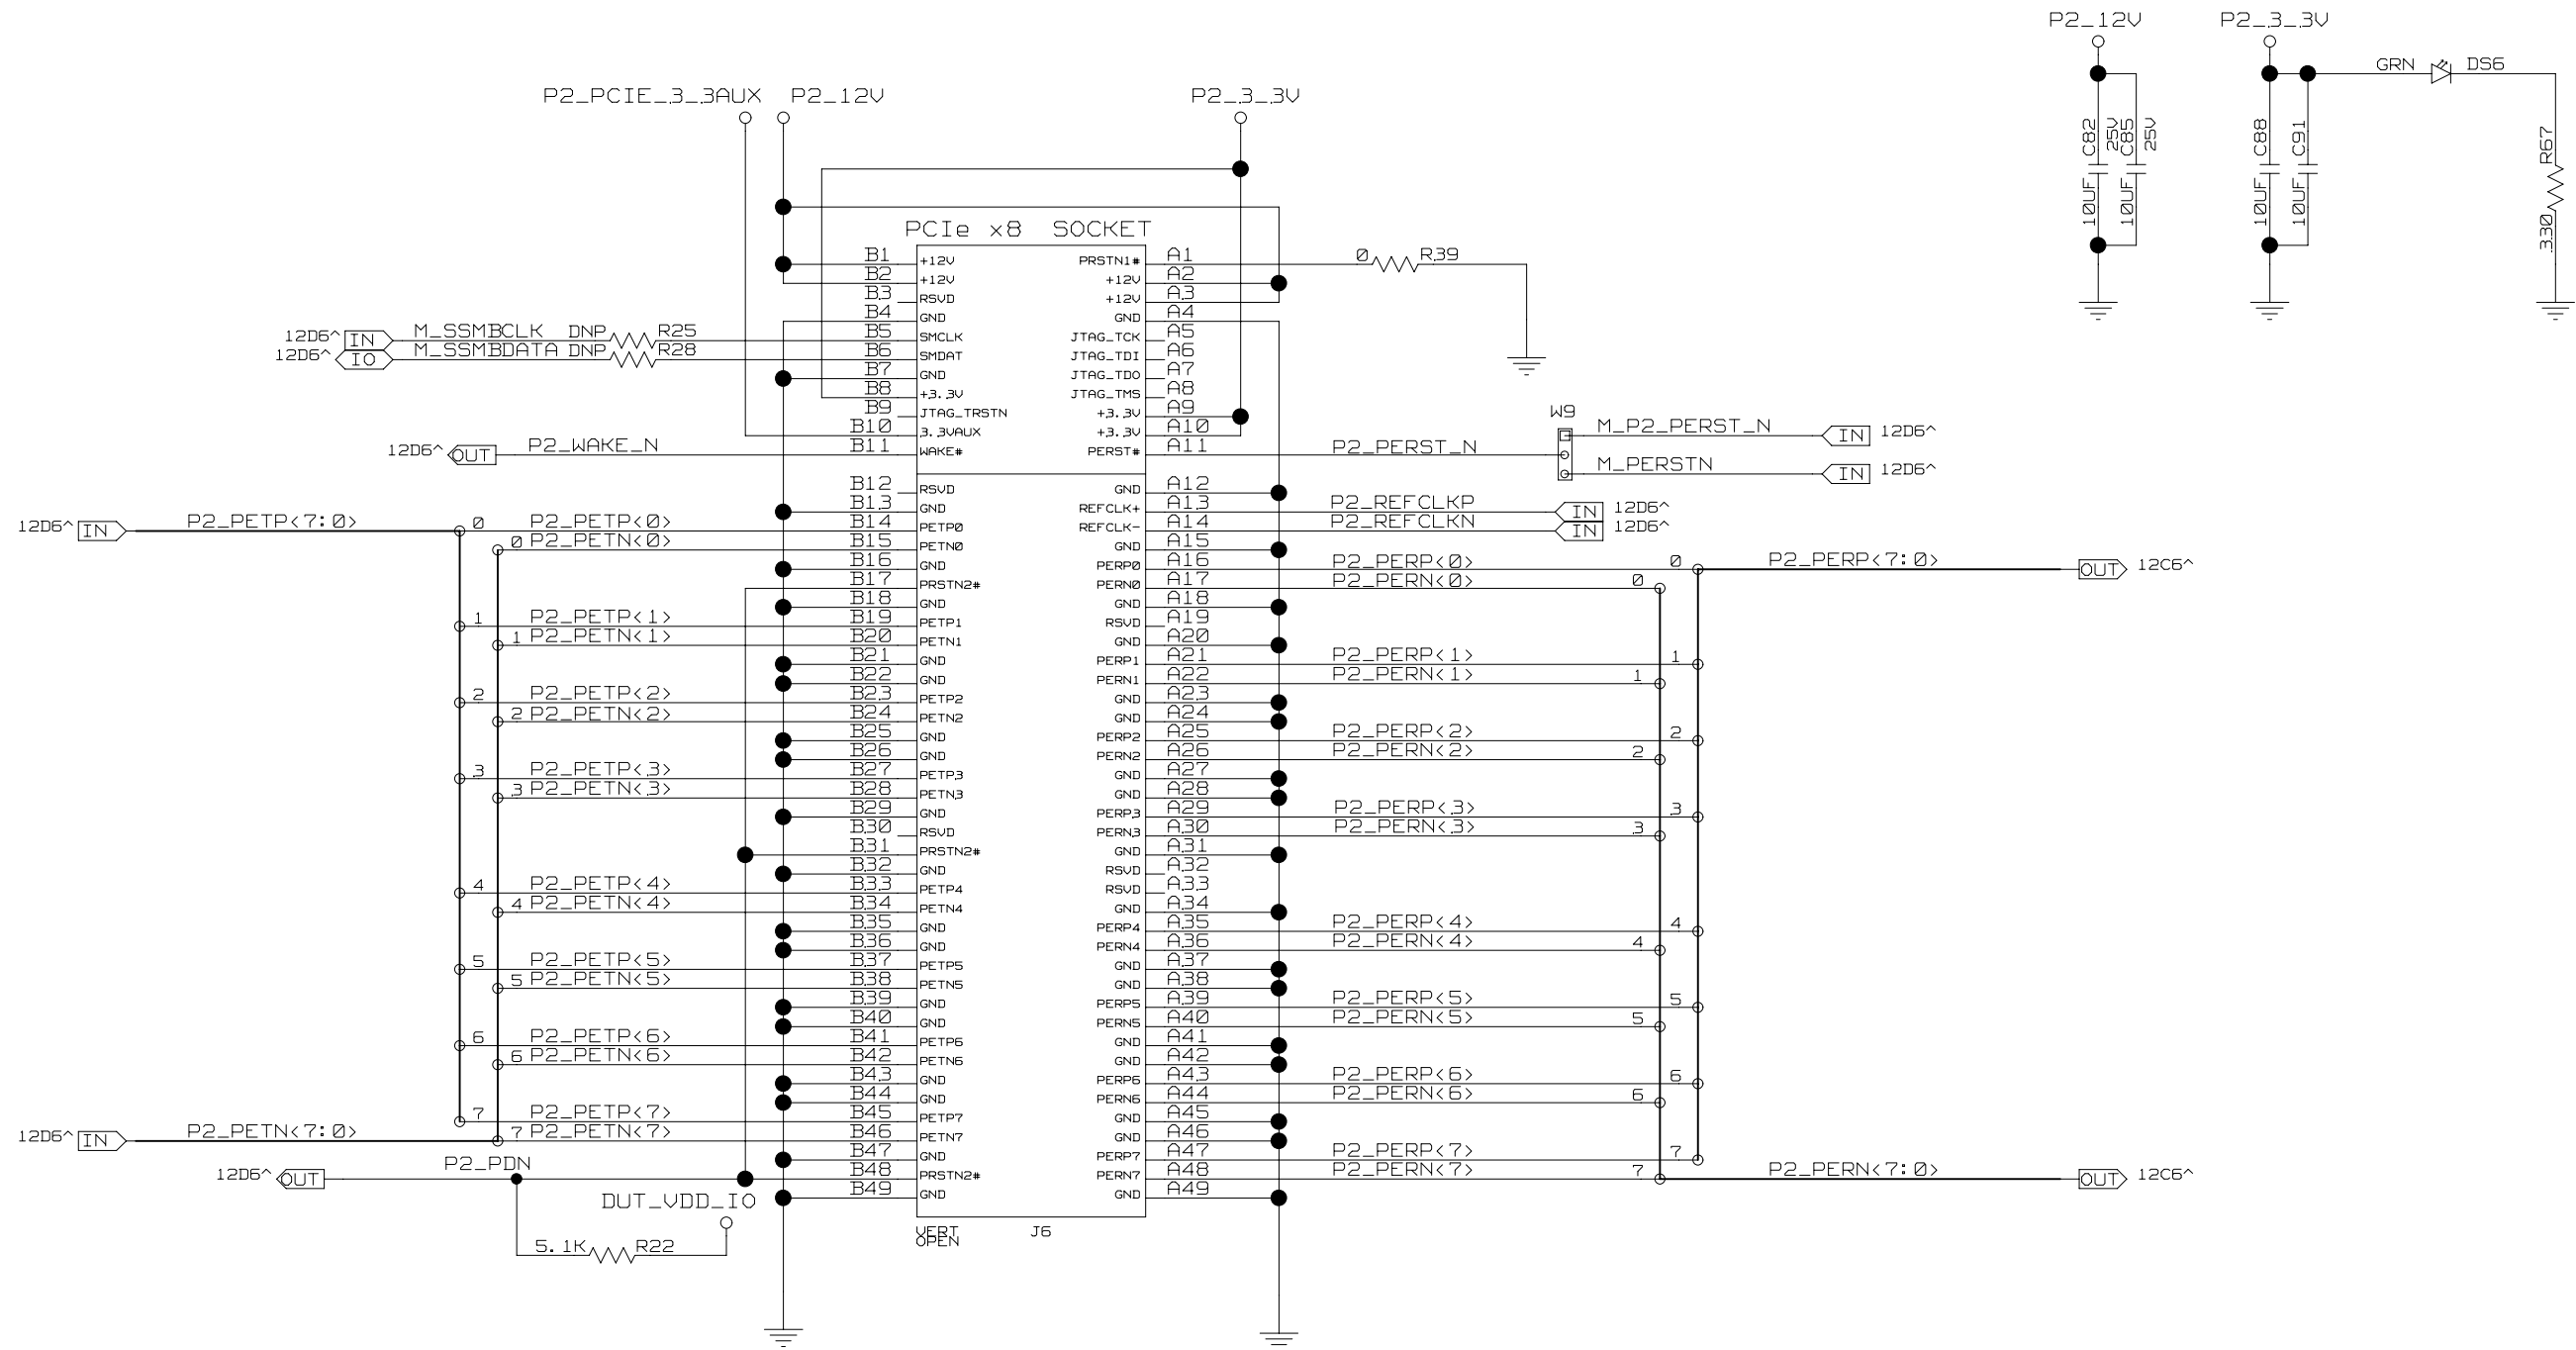 P2_12V P2_3_3V
GRN DS6
C82 10UF 25V
C85 10UF 25V
C88 10UF
C91 10UF
R67 330
P2_PCIE_3_3AUX P2_12V P2_3_3V
PCIe x8 SOCKET
B1 +12V PRSTN1# A1 0 R39
B2 +12V +12V A2
B3 RSVD +12V A3
B4 GND GND A4
12D6^ IN M_SSMBCLK DNP R25 B5 SMCLK JTAG_TCK A5
12D6^ IO M_SSMBDATA DNP R28 B6 SMDAT JTAG_TDI A6
B7 GND JTAG_TDO A7
B8 +3.3V JTAG_TMS A8
B9 JTAG_TRSTN +3.3V A9 W9
B10 3.3VAUX +3.3V A10 M_P2_PERST_N IN 12D6^
12D6^ OUT P2_WAKE_N B11 WAKE# PERST# A11 P2_PERST_N
M_PERSTN IN 12D6^
B12 RSVD GND A12
B13 GND REFCLK+ A13 P2_REFCLKP IN 12D6^
12D6^ IN P2_PETP<7:0> 0 P2_PETP<0> B14 PETP0 REFCLK- A14 P2_REFCLKN IN 12D6^
0 P2_PETN<0> B15 PETN0 GND A15
B16 GND PERP0 A16 P2_PERP<0> 0 P2_PERP<7:0> OUT 12C6^
B17 PRSTN2# PERN0 A17 P2_PERN<0> 0
B18 GND GND A18
1 P2_PETP<1> B19 PETP1 RSVD A19
1 P2_PETN<1> B20 PETN1 GND A20
B21 GND PERP1 A21 P2_PERP<1> 1
B22 GND PERN1 A22 P2_PERN<1> 1
2 P2_PETP<2> B23 PETP2 GND A23
2 P2_PETN<2> B24 PETN2 GND A24
B25 GND PERP2 A25 P2_PERP<2> 2
B26 GND PERN2 A26 P2_PERN<2> 2
3 P2_PETP<3> B27 PETP3 GND A27
3 P2_PETN<3> B28 PETN3 GND A28
B29 GND PERP3 A29 P2_PERP<3> 3
B30 RSVD PERN3 A30 P2_PERN<3> 3
B31 PRSTN2# GND A31
B32 GND RSVD A32
4 P2_PETP<4> B33 PETP4 RSVD A33
4 P2_PETN<4> B34 PETN4 GND A34
B35 GND PERP4 A35 P2_PERP<4> 4
B36 GND PERN4 A36 P2_PERN<4> 4
5 P2_PETP<5> B37 PETP5 GND A37
5 P2_PETN<5> B38 PETN5 GND A38
B39 GND PERP5 A39 P2_PERP<5> 5
B40 GND PERN5 A40 P2_PERN<5> 5
6 P2_PETP<6> B41 PETP6 GND A41
6 P2_PETN<6> B42 PETN6 GND A42
B43 GND PERP6 A43 P2_PERP<6> 6
B44 GND PERN6 A44 P2_PERN<6> 6
7 P2_PETP<7> B45 PETP7 GND A45
12D6^ IN P2_PETN<7:0> 7 P2_PETN<7> B46 PETN7 GND A46
B47 GND PERP7 A47 P2_PERP<7> 7
12D6^ OUT P2_PDN B48 PRSTN2# PERN7 A48 P2_PERN<7> 7 P2_PERN<7:0> OUT 12C6^
B49 GND GND A49
DUT_VDD_IO
VERT J6
OPEN
5.1K R22